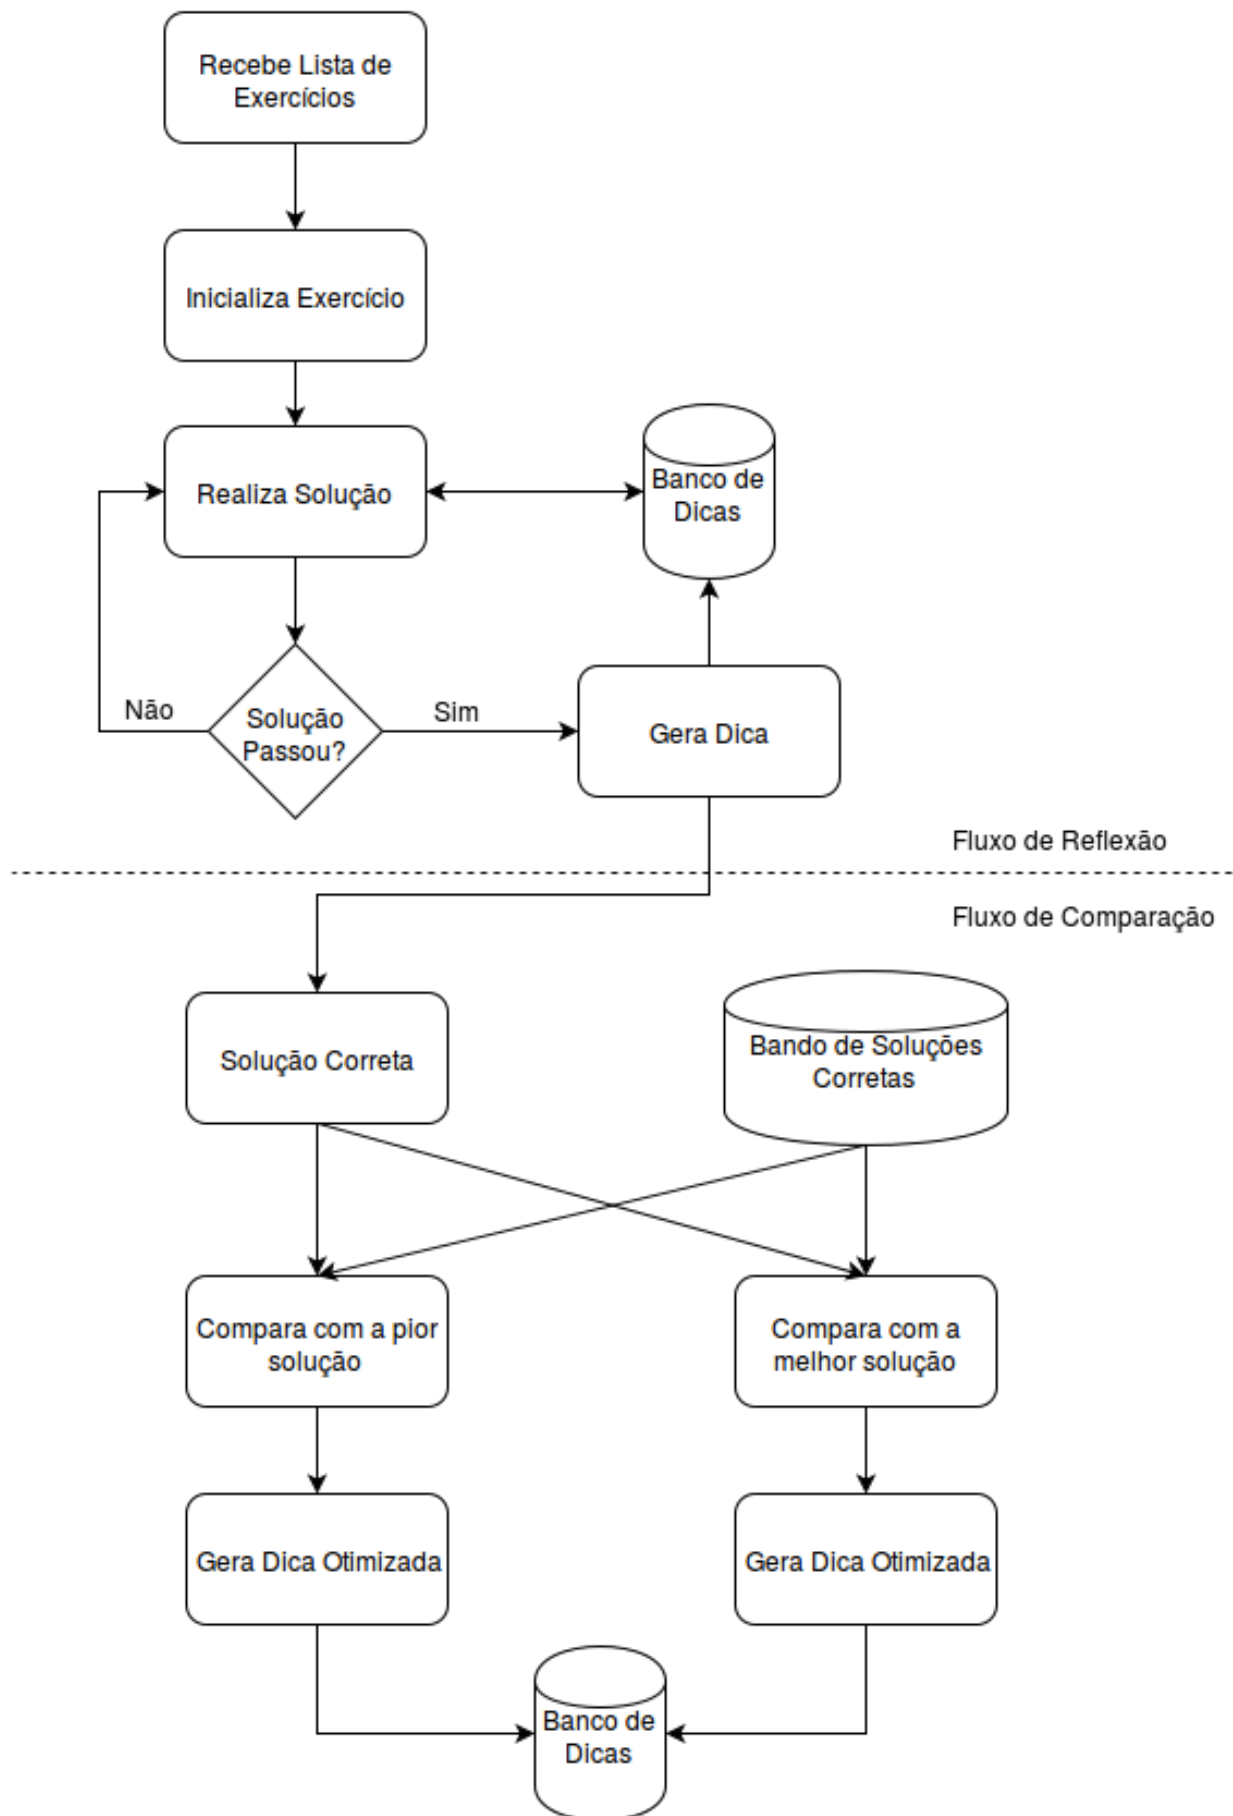 Recebe Lista de
Exercícios
Inicializa Exercício
Realiza Solução
Banco de
Dicas
Não
Solução
Passou?
Sim
Gera Dica
Fluxo de Reflexão
Fluxo de Comparação
Solução Correta
Bando de Soluções
Corretas
Compara com a pior
solução
Compara com a
melhor solução
Gera Dica Otimizada
Gera Dica Otimizada
Banco de
Dicas